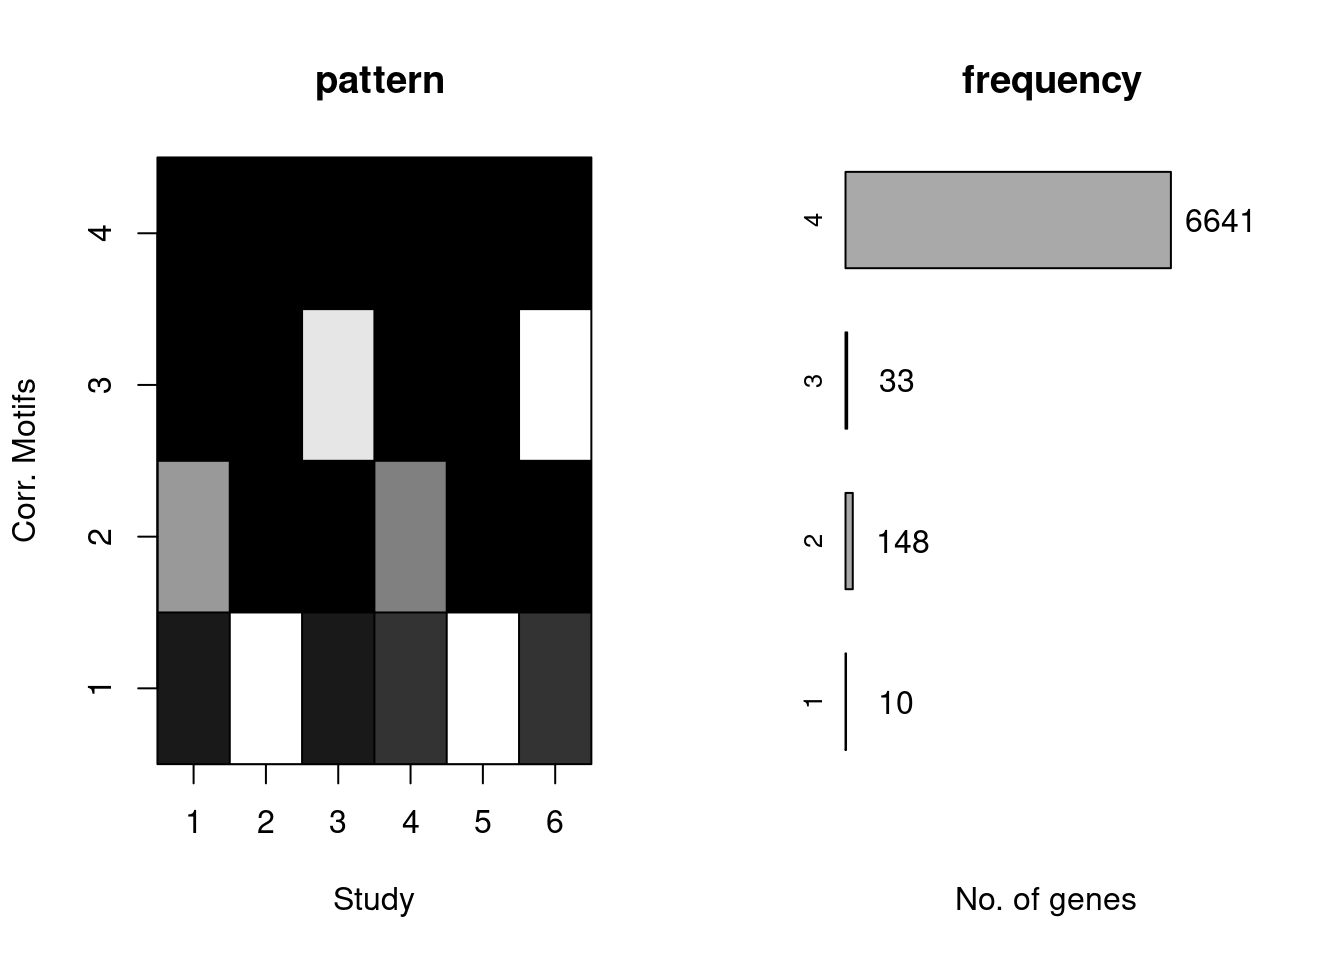 pattern
Corr. Motifs
4
3
2
1
1 2 3 4 5 6
Study
frequency
4 6641
3 33
2 148
1 10
No. of genes